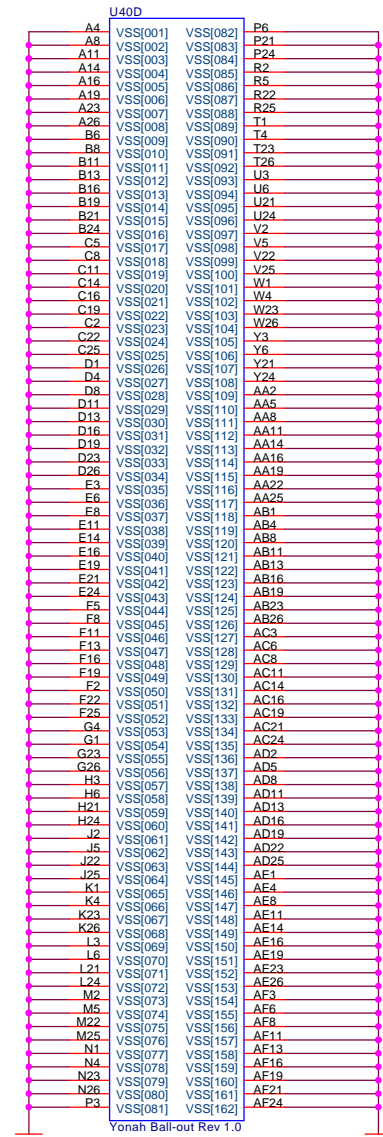 U40D
A4 VSS[001] VSS[082] P6
A8 VSS[002] VSS[083] P21
A11 VSS[003] VSS[084] P24
A14 VSS[004] VSS[085] R2
A16 VSS[005] VSS[086] R5
A19 VSS[006] VSS[087] R22
A23 VSS[007] VSS[088] R25
A26 VSS[008] VSS[089] T1
B6 VSS[009] VSS[090] T4
B8 VSS[010] VSS[091] T23
B11 VSS[011] VSS[092] T26
B13 VSS[012] VSS[093] U3
B16 VSS[013] VSS[094] U6
B19 VSS[014] VSS[095] U21
B21 VSS[015] VSS[096] U24
B24 VSS[016] VSS[097] V2
C5 VSS[017] VSS[098] V5
C8 VSS[018] VSS[099] V22
C11 VSS[019] VSS[100] V25
C14 VSS[020] VSS[101] W1
C16 VSS[021] VSS[102] W4
C19 VSS[022] VSS[103] W23
C2 VSS[023] VSS[104] W26
C22 VSS[024] VSS[105] Y3
C25 VSS[025] VSS[106] Y6
D1 VSS[026] VSS[107] Y21
D4 VSS[027] VSS[108] Y24
D8 VSS[028] VSS[109] AA2
D11 VSS[029] VSS[110] AA5
D13 VSS[030] VSS[111] AA8
D16 VSS[031] VSS[112] AA11
D19 VSS[032] VSS[113] AA14
D23 VSS[033] VSS[114] AA16
D26 VSS[034] VSS[115] AA19
E3 VSS[035] VSS[116] AA22
E6 VSS[036] VSS[117] AA25
E8 VSS[037] VSS[118] AB1
E11 VSS[038] VSS[119] AB4
E14 VSS[039] VSS[120] AB8
E16 VSS[040] VSS[121] AB11
E19 VSS[041] VSS[122] AB13
E21 VSS[042] VSS[123] AB16
E24 VSS[043] VSS[124] AB19
F5 VSS[044] VSS[125] AB23
F8 VSS[045] VSS[126] AB26
F11 VSS[046] VSS[127] AC3
F13 VSS[047] VSS[128] AC6
F16 VSS[048] VSS[129] AC8
F19 VSS[049] VSS[130] AC11
F2 VSS[050] VSS[131] AC14
F22 VSS[051] VSS[132] AC16
F25 VSS[052] VSS[133] AC19
G4 VSS[053] VSS[134] AC21
G1 VSS[054] VSS[135] AC24
G23 VSS[055] VSS[136] AD2
G26 VSS[056] VSS[137] AD5
H3 VSS[057] VSS[138] AD8
H6 VSS[058] VSS[139] AD11
H21 VSS[059] VSS[140] AD13
H24 VSS[060] VSS[141] AD16
J2 VSS[061] VSS[142] AD19
J5 VSS[062] VSS[143] AD22
J22 VSS[063] VSS[144] AD25
J25 VSS[064] VSS[145] AE1
K1 VSS[065] VSS[146] AE4
K4 VSS[066] VSS[147] AE8
K23 VSS[067] VSS[148] AE11
K26 VSS[068] VSS[149] AE14
L3 VSS[069] VSS[150] AE16
L6 VSS[070] VSS[151] AE19
L21 VSS[071] VSS[152] AE23
L24 VSS[072] VSS[153] AE26
M2 VSS[073] VSS[154] AF3
M5 VSS[074] VSS[155] AF6
M22 VSS[075] VSS[156] AF8
M25 VSS[076] VSS[157] AF11
N1 VSS[077] VSS[158] AF13
N4 VSS[078] VSS[159] AF16
N23 VSS[079] VSS[160] AF19
N26 VSS[080] VSS[161] AF21
P3 VSS[081] VSS[162] AF24
Yonah Ball-out Rev 1.0